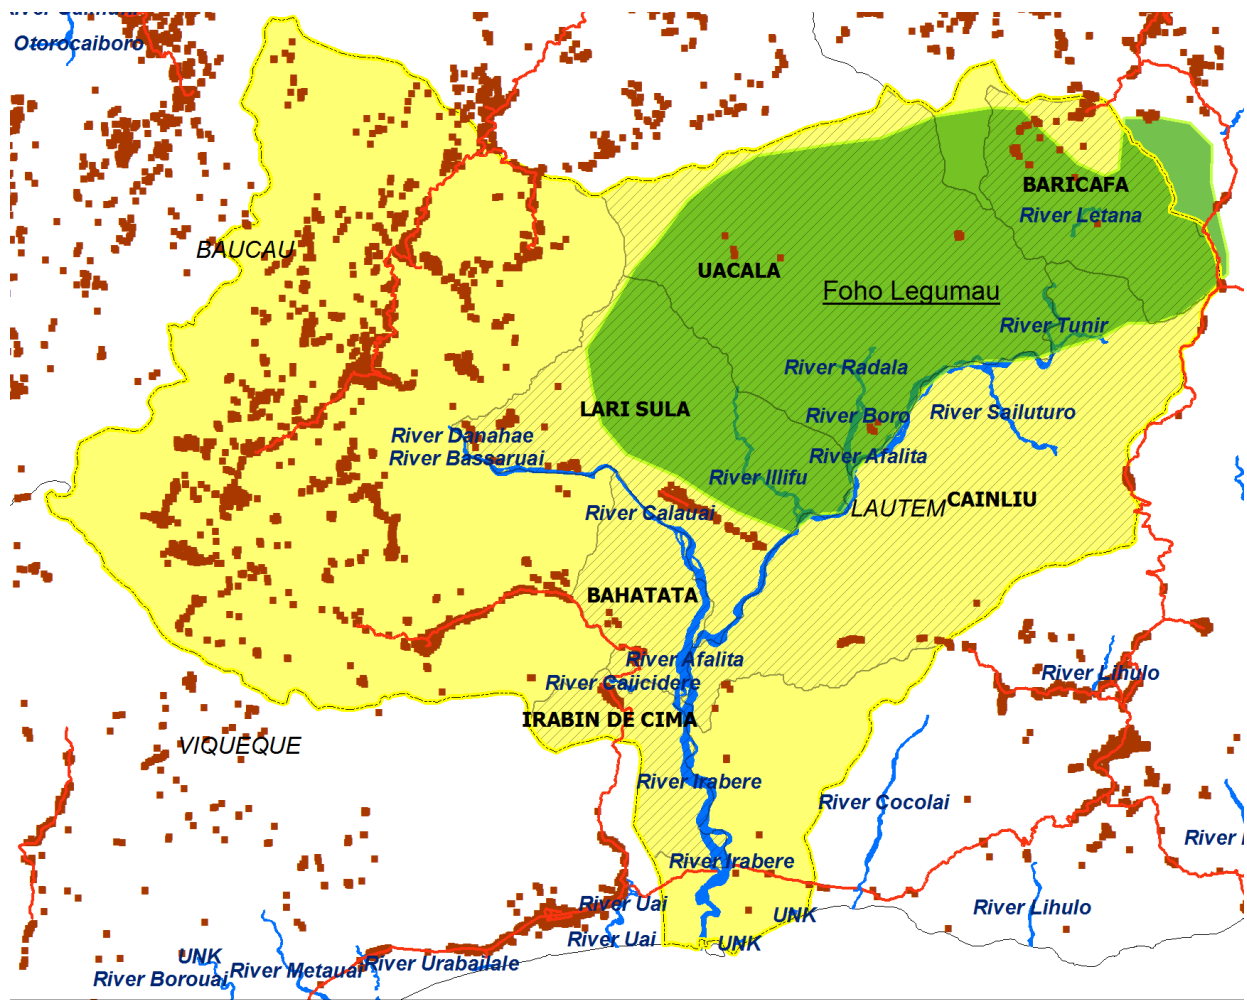 Otorocaiboro
BARICAFA
River Letana
BAUCAU
UACALA
Foho Legumau
River Tunir
River Radala
LARI SULA
River Boro
River Sailuturo
River Danahae
River Bassaruai
River Afalita
River Illifu
LAUTEM
CAINLIU
River Calauai
BAHATATA
River Afalita
River Lihulo
River Caiicidere
IRABIN DE CIMA
VIQUEQUE
River Irabere
River Cocolai
River
River Irabere
River Uai
River Lihulo
UNK
River Uai
UNK
UNK
River Urabailale
River Metauai
River Borouai